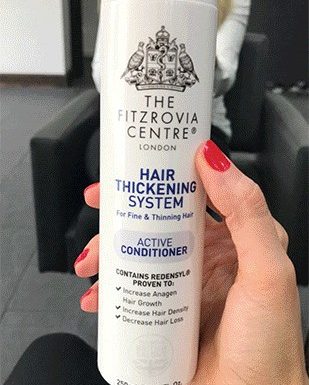 THE
FITZROVIA
CENTRE®
LONDON
HAIR
THICKENING
SYSTEM
For Fine & Thinning Hair
ACTIVE
CONDITIONER
CONTAINS REDENSYL®
PROVEN TO:
✓ Increase Anagen
Hair Growth
✓ Increase Hair Density
✓ Decrease Hair Loss
250